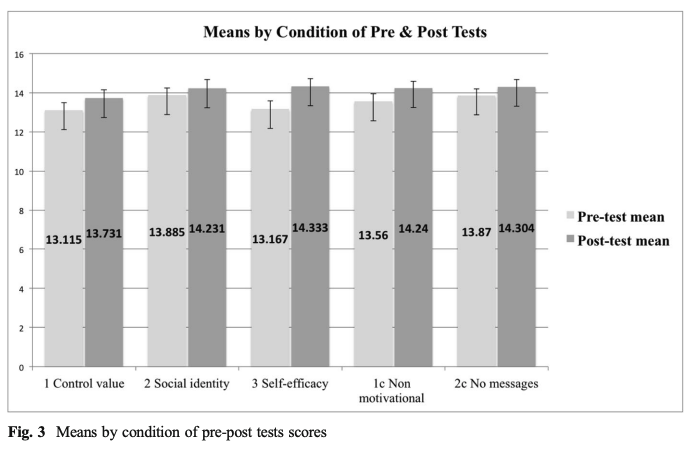 Means by Condition of Pre & Post Tests
16
14
12
10
8
6
4
2
0
13.115 13.731 13.885 14.231 13.167 14.333 13.56 14.24 13.87 14.304
1 Control value 2 Social identity 3 Self-efficacy 1c Non motivational 2c No messages
Pre-test mean
Post-test mean
Fig. 3 Means by condition of pre-post tests scores